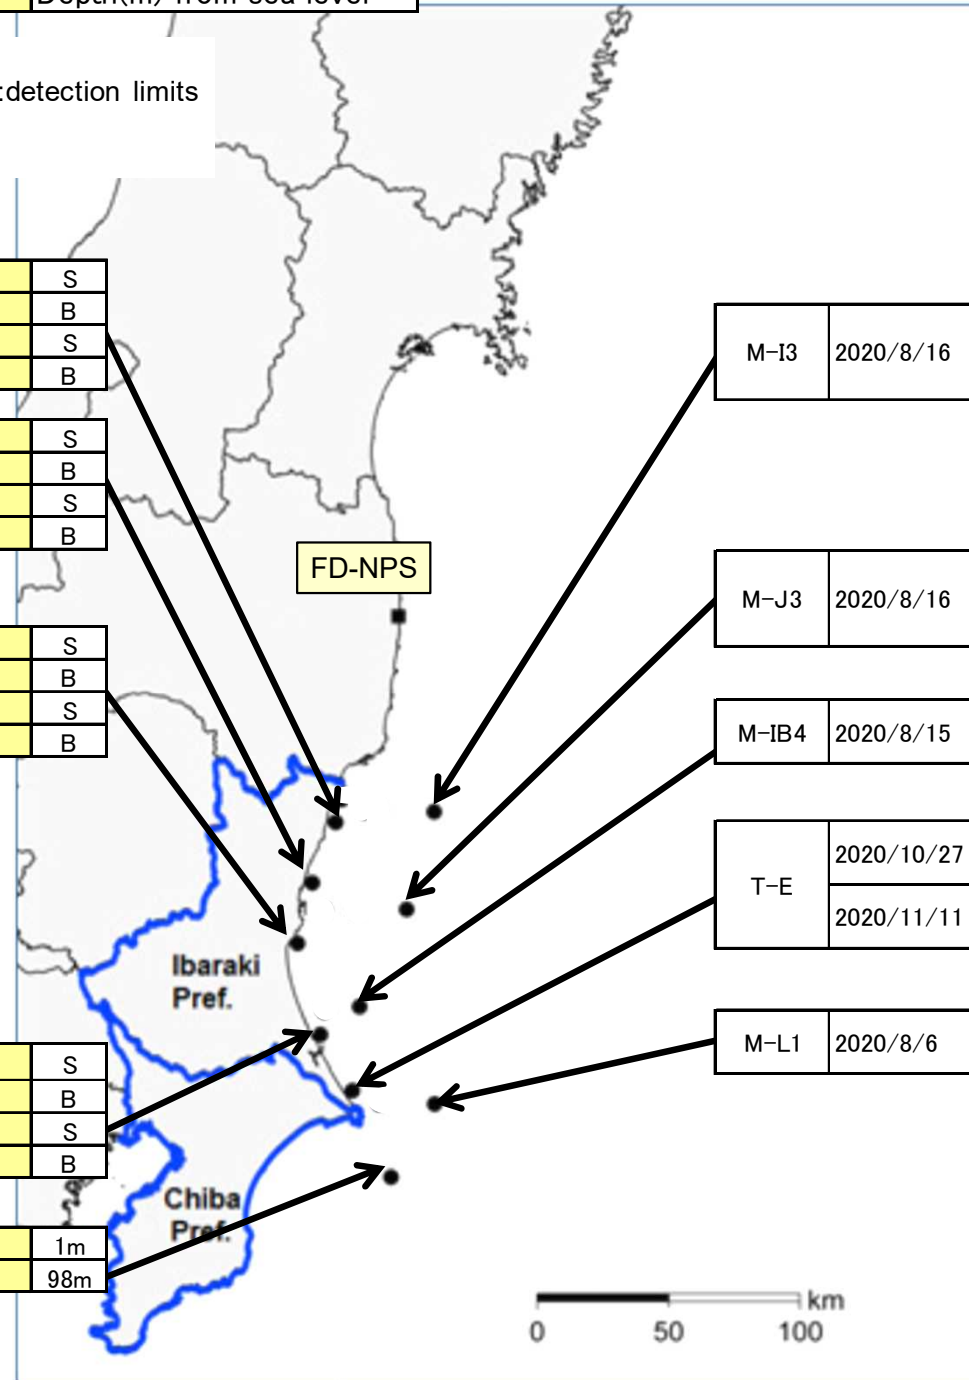 :detection limits
S
B
S
B
S
B
S
B
FD-NPS
S
B
S
B
M-I3 2020/8/16
M-J3 2020/8/16
M-IB4 2020/8/15
T-E 2020/10/27
2020/11/11
M-L1 2020/8/6
Ibaraki
Pref.
S
B
S
B
Chiba
Pref.
1m
98m
km
0 50 100